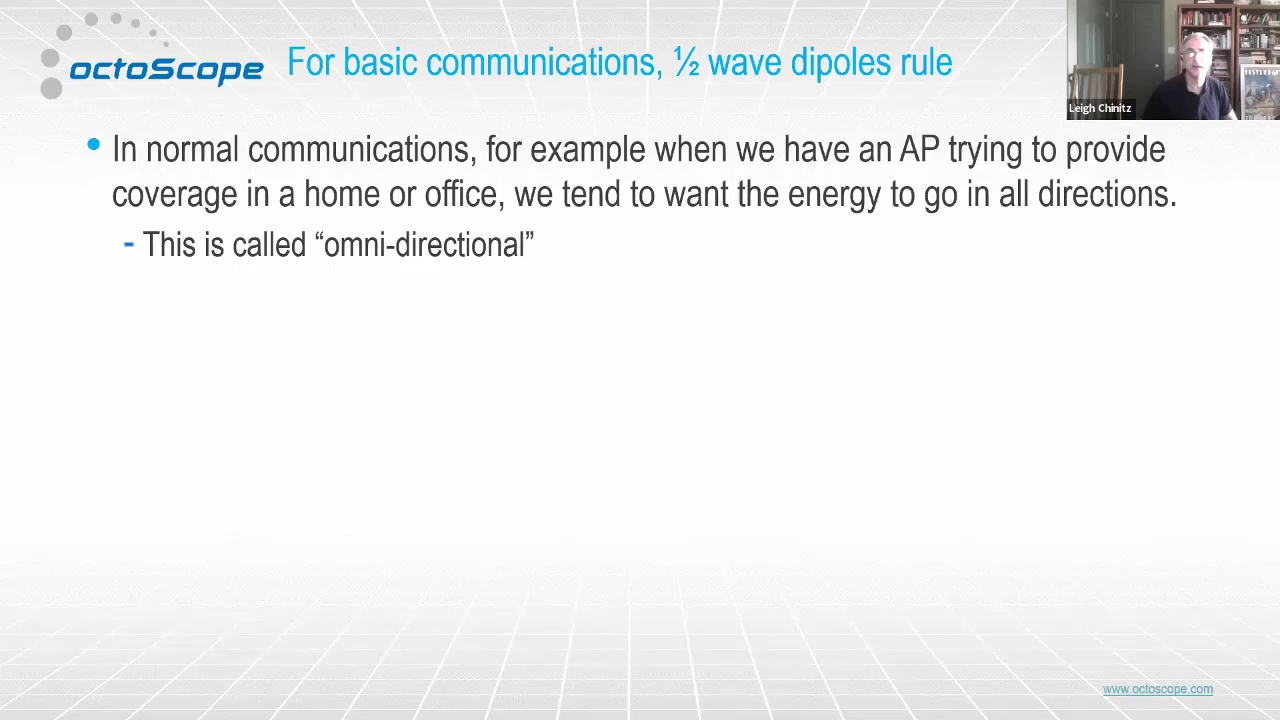 octoScope
For basic communications, ½ wave dipoles rule
Leigh Chinitz
• In normal communications, for example when we have an AP trying to provide
coverage in a home or office, we tend to want the energy to go in all directions.
- This is called “omni-directional”
www.octoscope.com